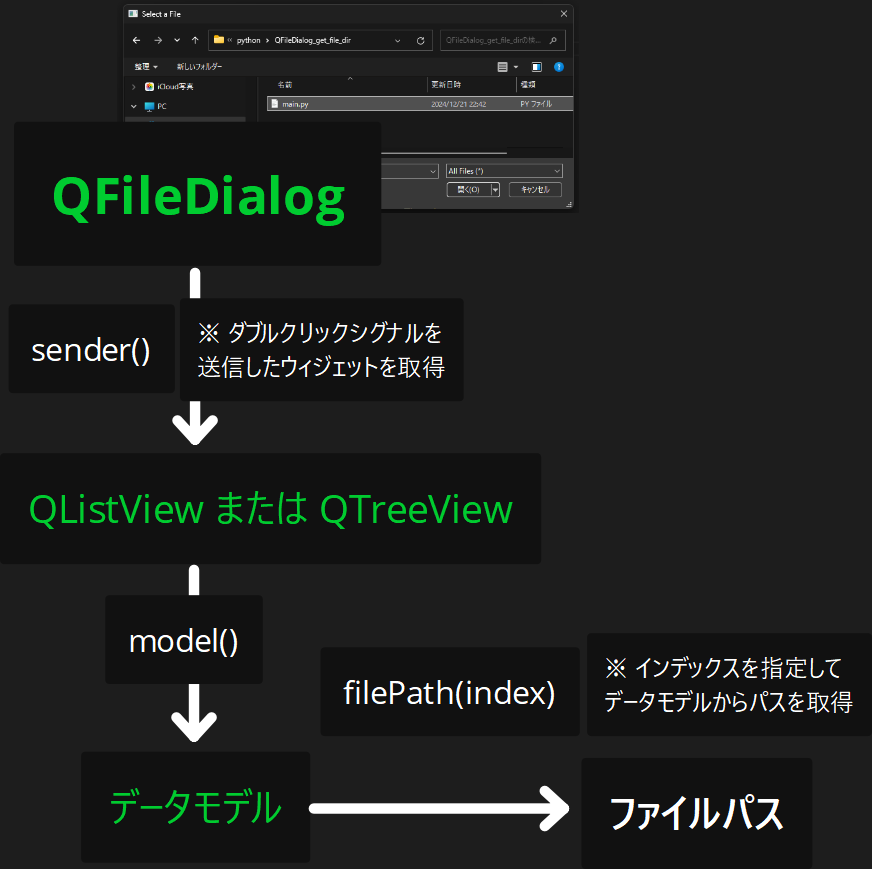 Select a File
« python › QFileDialog_get_file_dir
QFileDialog_get_file_dirの検...
整理
新しいフォルダー
iCloud写真
PC
名前
更新日時
種類
main.py
2024/12/21 22:42
PY ファイル
All Files (*)
開く(O)
キャンセル
QFileDialog
sender()
※ ダブルクリックシグナルを
送信したウィジェットを取得
QListView または QTreeView
model()
filePath(index)
※ インデックスを指定して
データモデルからパスを取得
データモデル
ファイルパス